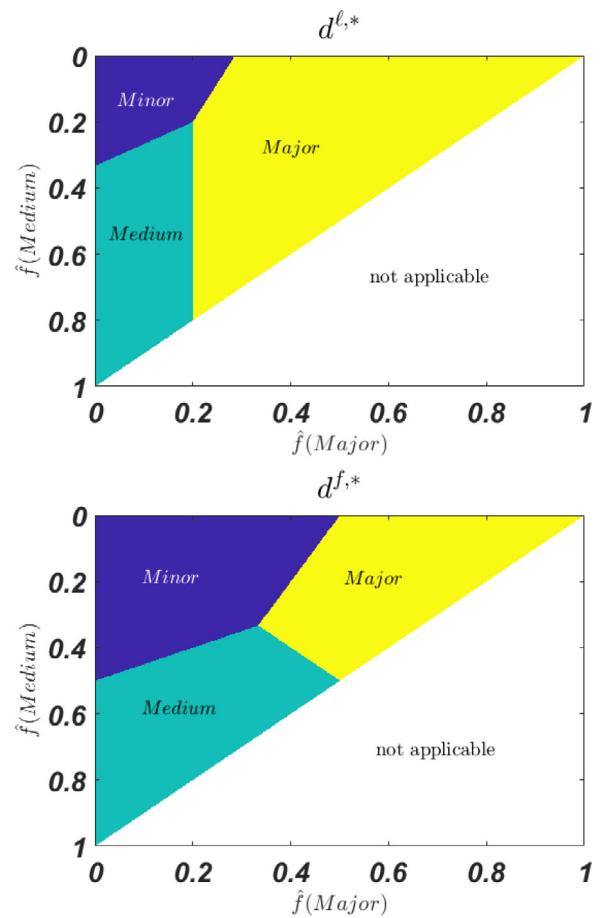 d^{ℓ,*}
0
0.2
0.4
0.6
0.8
1
f̂(Medium)
Minor
Major
Medium
not applicable
0 0.2 0.4 0.6 0.8 1
f̂(Major)
d^{f,*}
0
0.2
0.4
0.6
0.8
1
f̂(Medium)
Minor
Major
Medium
not applicable
0 0.2 0.4 0.6 0.8 1
f̂(Major)